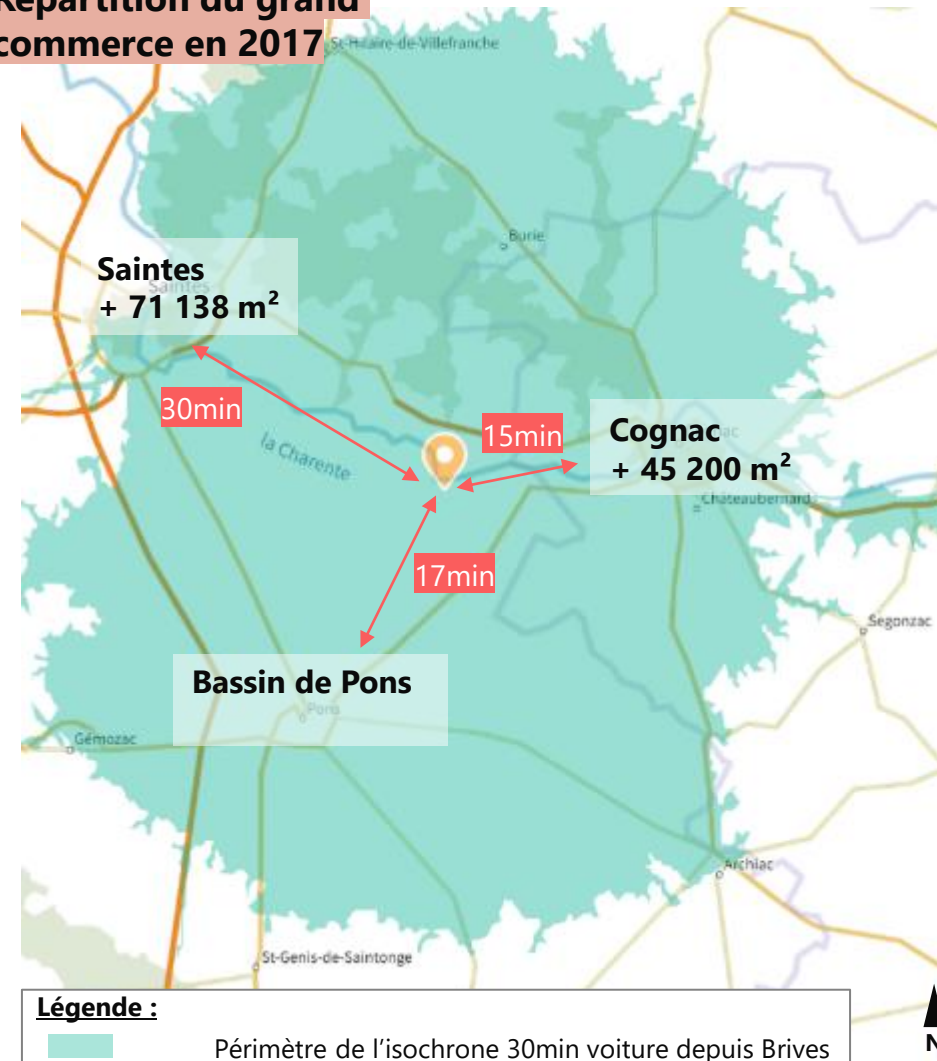 Répartition du grand
commerce en 2017
St-Hilaire-de-Villefranche
Burie
Saintes
Saintes
+ 71 138 m²
30min
la Charente
15min
Cognac
+ 45 200 m²
Châteaubernard
17min
Segonzac
Bassin de Pons
Pons
Gémozac
Archiac
St-Genis-de-Saintonge
Légende :
Périmètre de l'isochrone 30min voiture depuis Brives
N